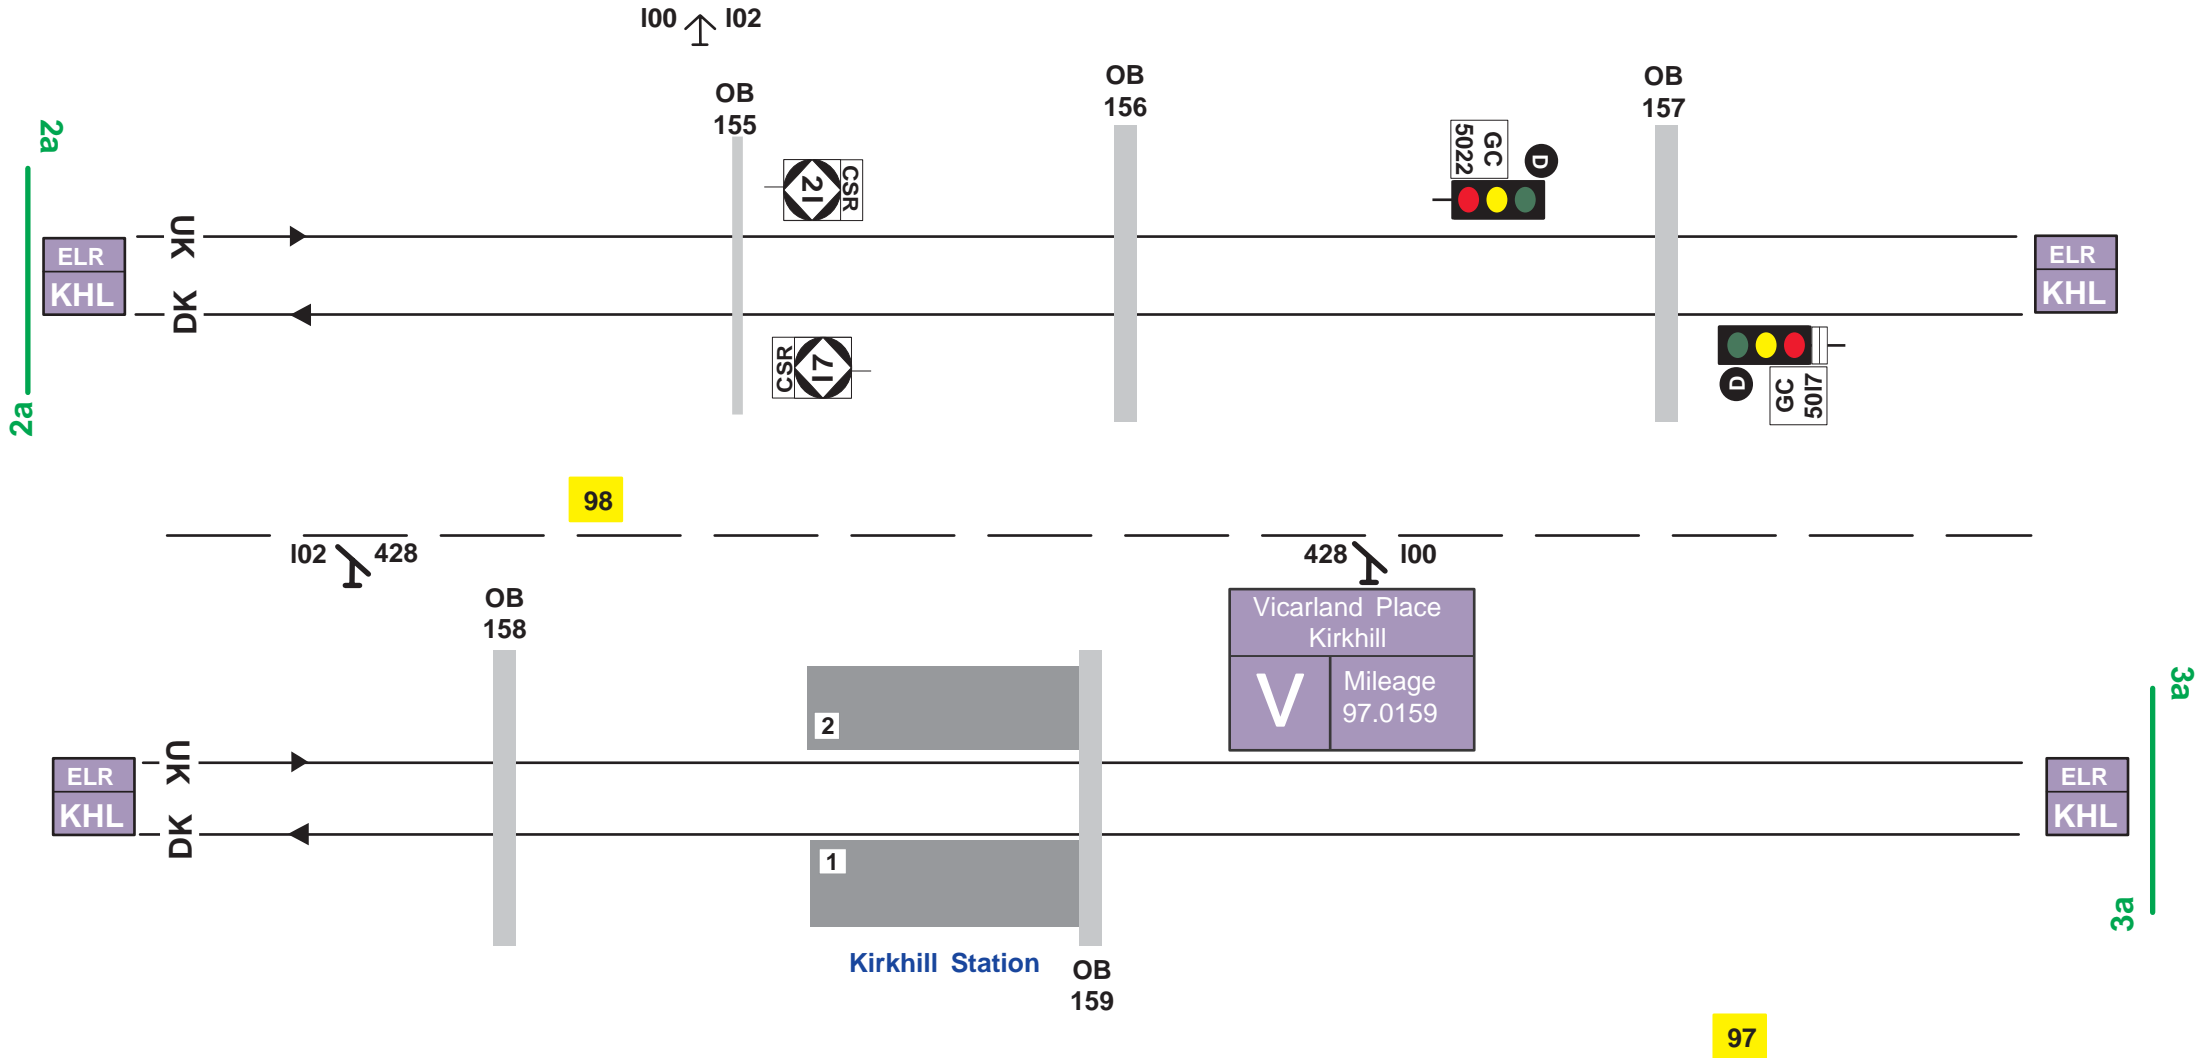 I00 I02
OB
155
OB
156
OB
157
2a
CSR
21
GC
5022
D
UK
ELR
KHL
DK
ELR
KHL
CSR
I7
D
GC
50I7
2a
98
I02 428
428 I00
OB
158
Vicarland Place
Kirkhill
V
Mileage
97.0159
2
3a
UK
ELR
KHL
DK
ELR
KHL
1
3a
Kirkhill Station
OB
159
97